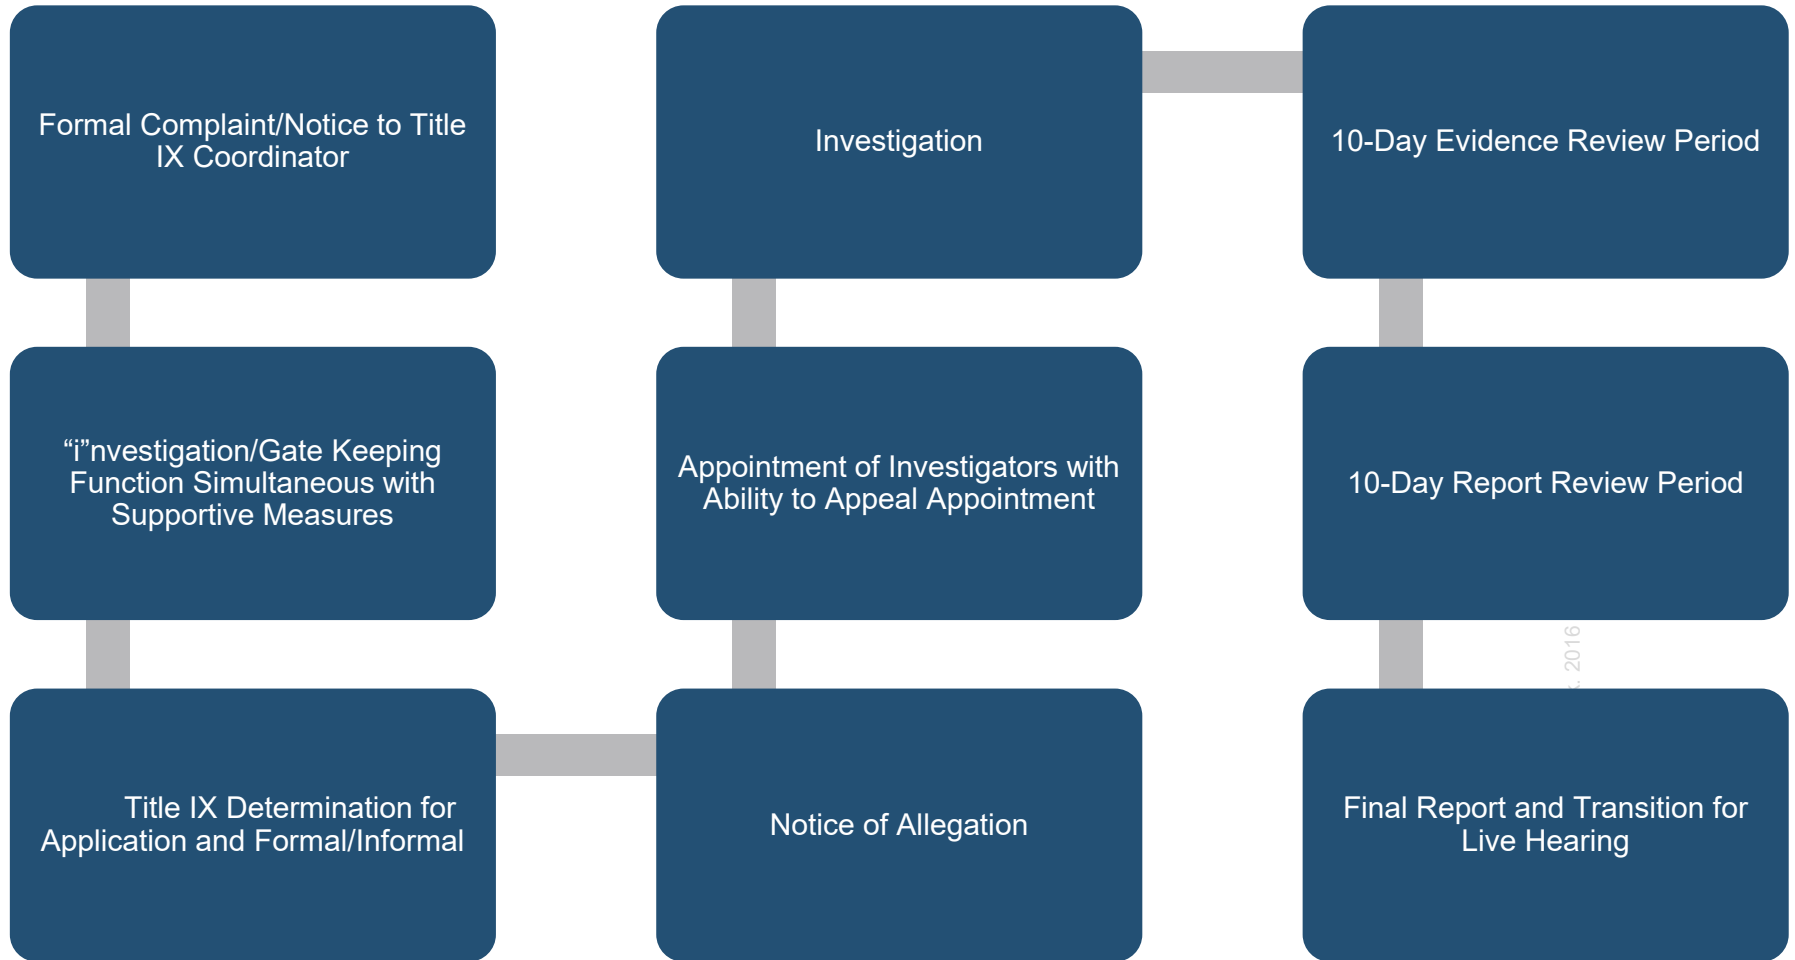 Formal Complaint/Notice to Title
IX Coordinator
“i”nvestigation/Gate Keeping
Function Simultaneous with
Supportive Measures
Title IX Determination for
Application and Formal/Informal
Notice of Allegation
Appointment of Investigators with
Ability to Appeal Appointment
Investigation
10-Day Evidence Review Period
10-Day Report Review Period
Final Report and Transition for
Live Hearing
2016